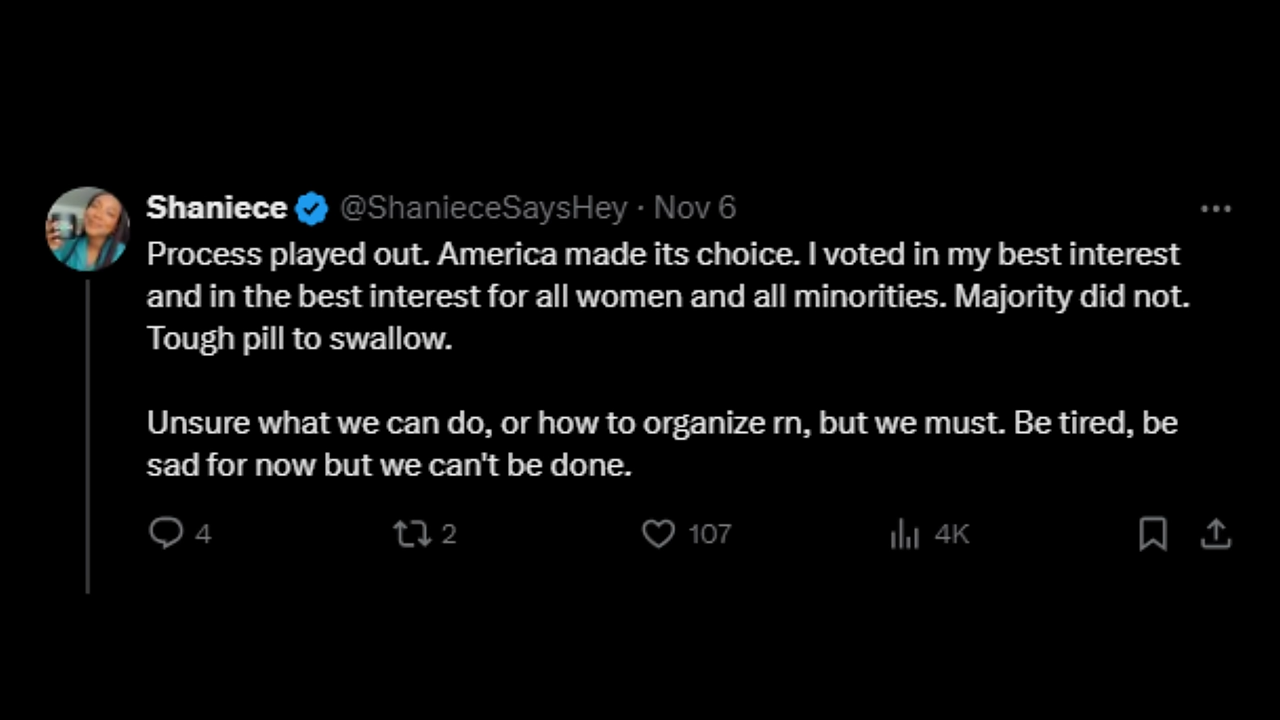 Shaniece @ShanieceSaysHey · Nov 6
Process played out. America made its choice. I voted in my best interest
and in the best interest for all women and all minorities. Majority did not.
Tough pill to swallow.
Unsure what we can do, or how to organize rn, but we must. Be tired, be
sad for now but we can't be done.
4 2 107 4K